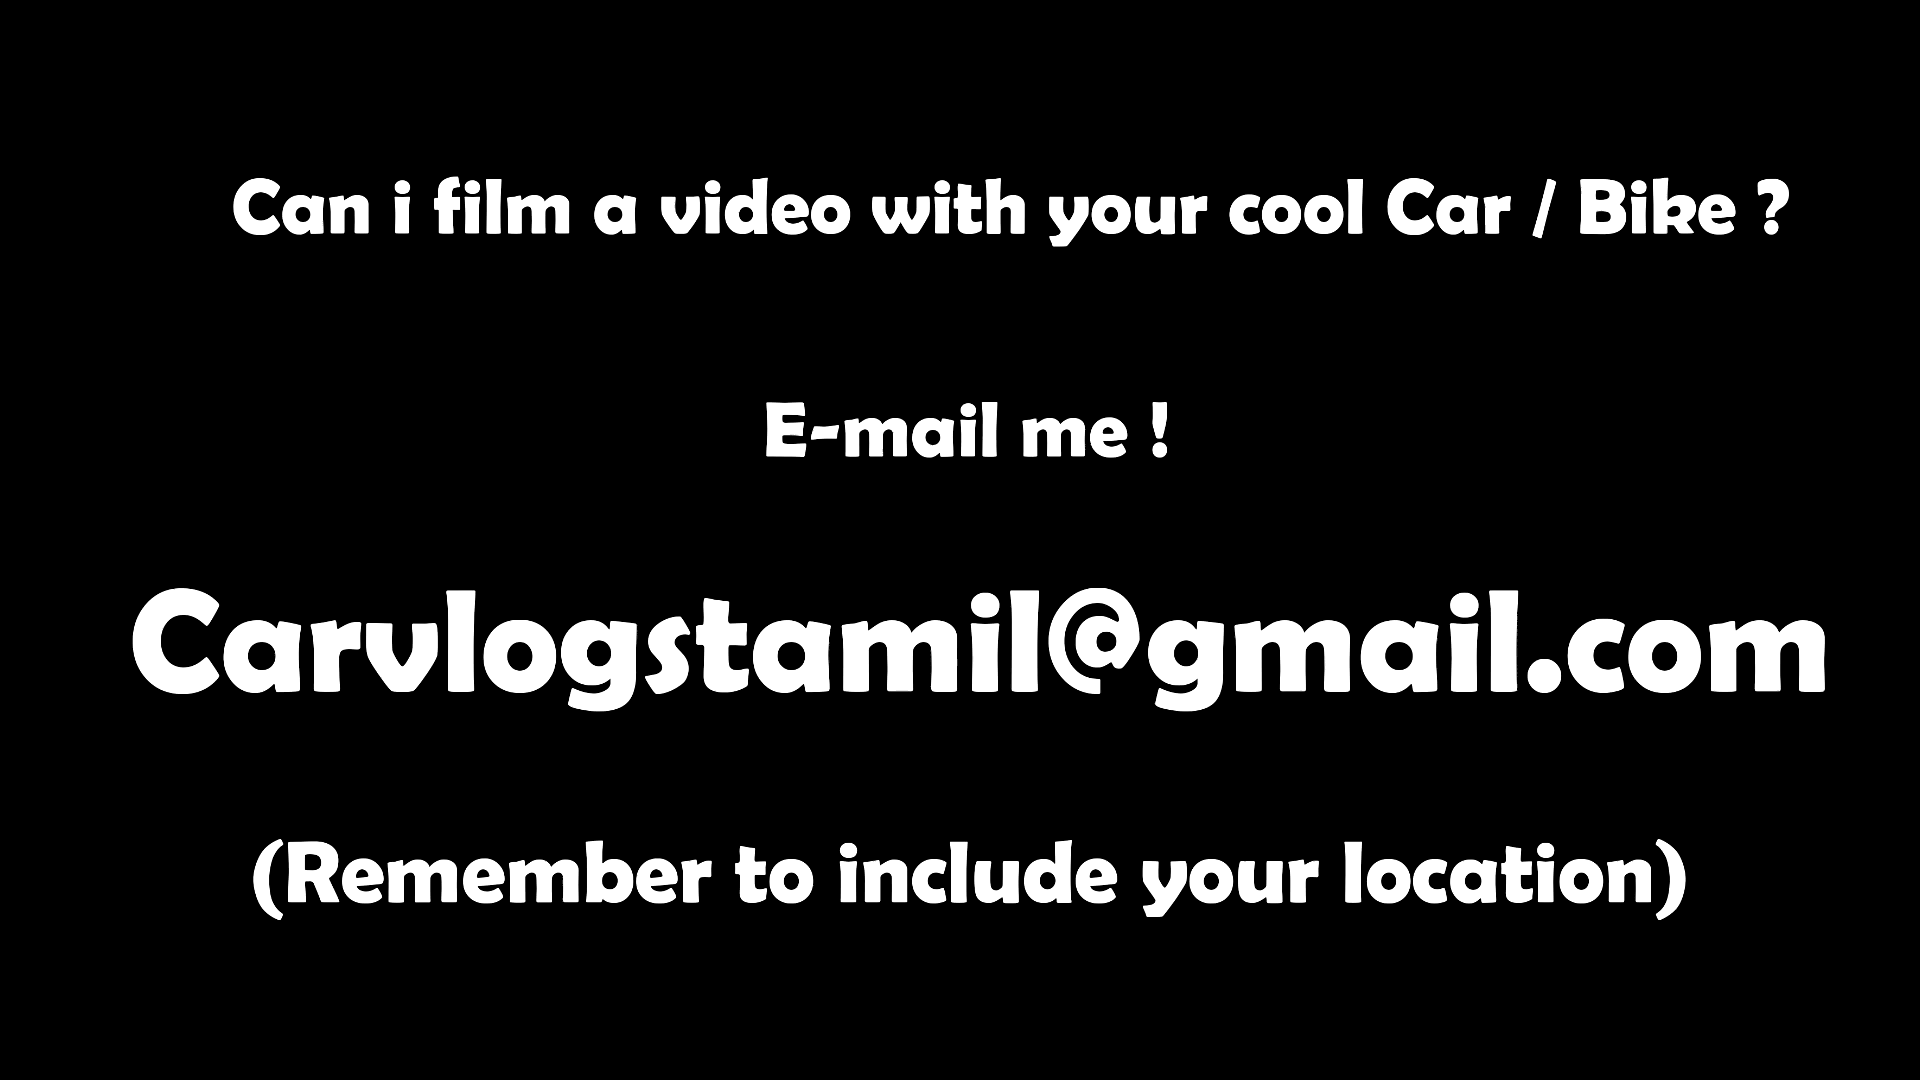 Can i film a video with your cool Car / Bike ?
E-mail me !
Carvlogstamil@gmail.com
(Remember to include your location)